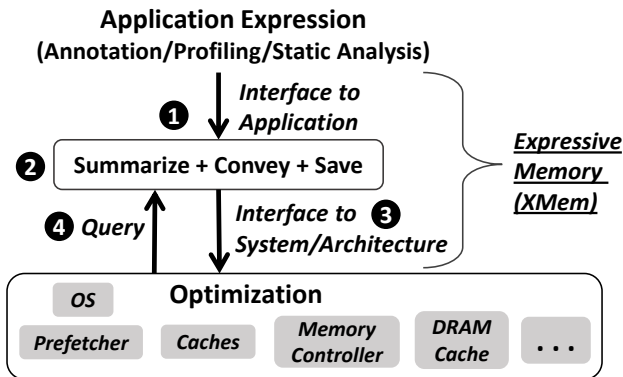 Application Expression
(Annotation/Profiling/Static Analysis)
1
Interface to
Application
2
Summarize + Convey + Save
Expressive
Memory
(XMem)
4 Query
Interface to 3
System/Architecture
Optimization
OS
Prefetcher
Caches
Memory
Controller
DRAM
Cache
...